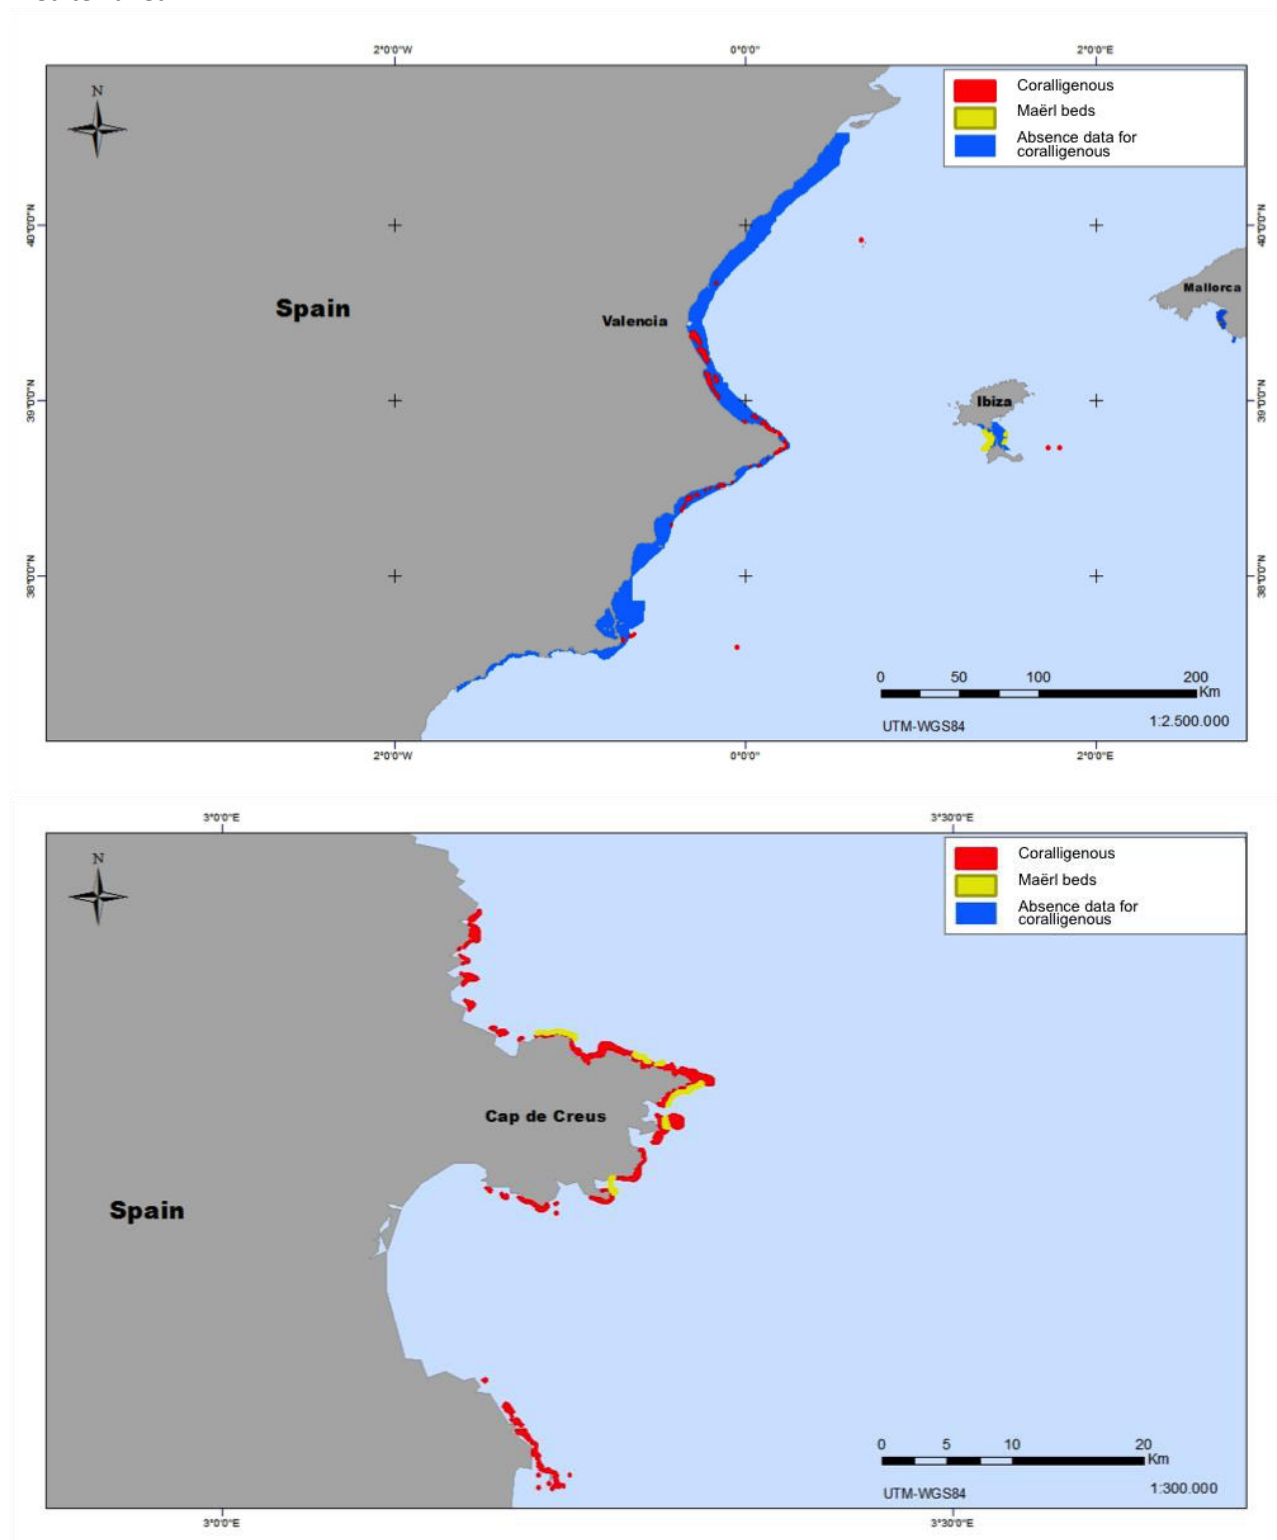 2°0'0"W 0°0'0" 2°0'0"E
N
Coralligenous
Maërl beds
Absence data for
coralligenous
40°0'0"N 40°0'0"N
Mallorca
Spain
Valencia
39°0'0"N 39°0'0"N
Ibiza
38°0'0"N 38°0'0"N
0 50 100 200
Km
UTM-WGS84 1:2.500.000
2°0'0"W 0°0'0" 2°0'0"E
3°0'0"E 3°30'0"E
N
Coralligenous
Maërl beds
Absence data for
coralligenous
Cap de Creus
Spain
0 5 10 20
Km
UTM-WGS84 1:300.000
3°0'0"E 3°30'0"E